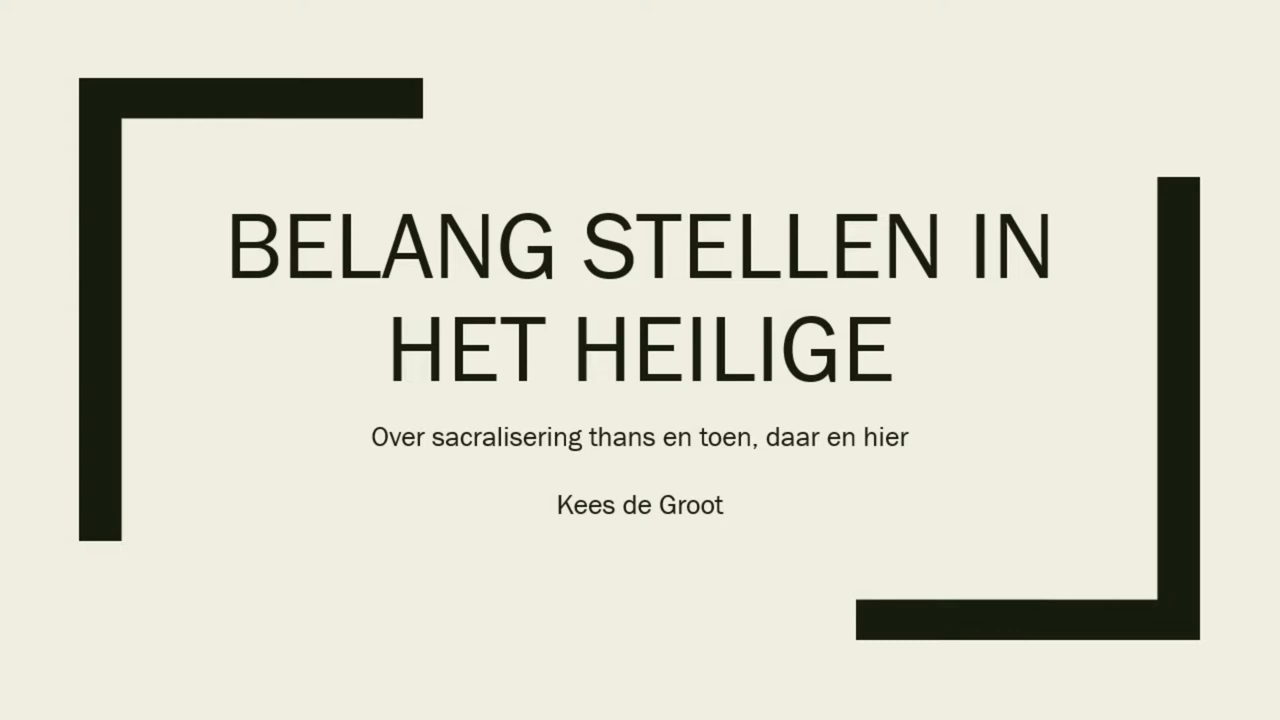 BELANG STELLEN IN
HET HEILIGE
Over sacralisering thans en toen, daar en hier
Kees de Groot